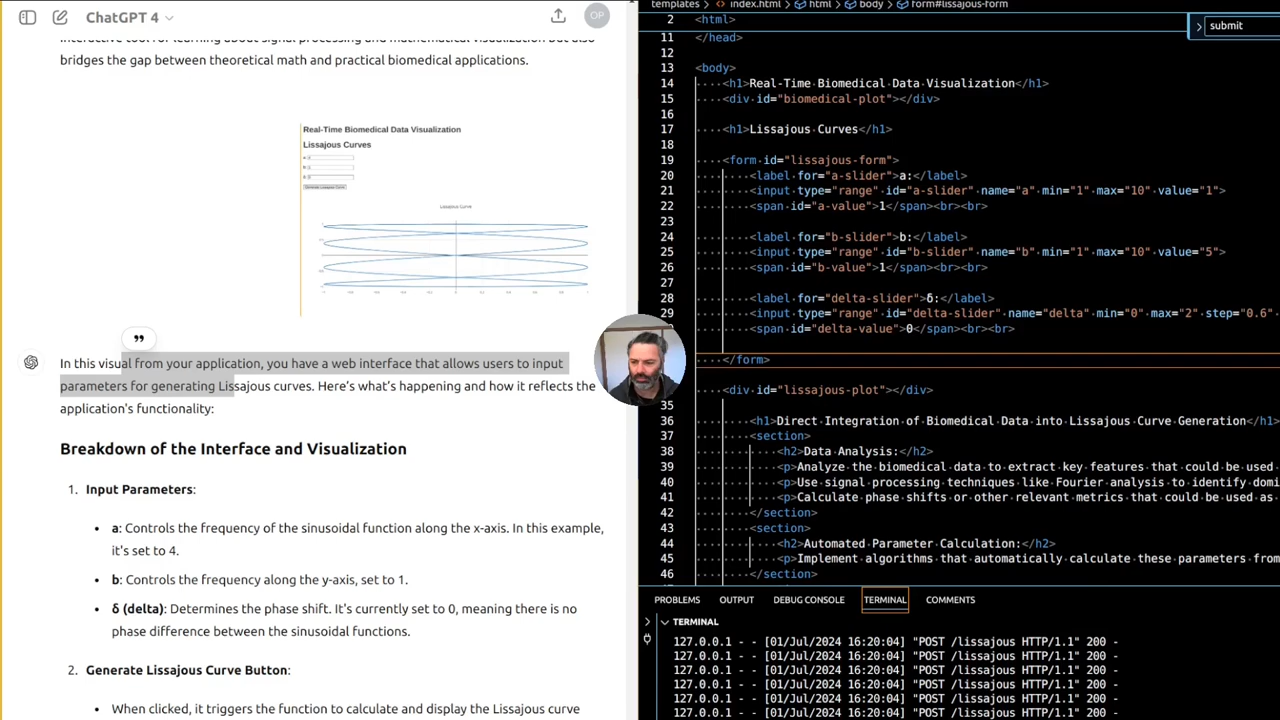 ChatGPT 4
OP
interactive tool for learning about signal processing and mathematical visualization but also
bridges the gap between theoretical math and practical biomedical applications.
Real-Time Biomedical Data Visualization
Lissajous Curves
Generate Lissajous Curve
Lissajous Curve
”
In this visual from your application, you have a web interface that allows users to input
parameters for generating Lissajous curves. Here's what's happening and how it reflects the
application's functionality:
Breakdown of the Interface and Visualization
1. Input Parameters:
• a: Controls the frequency of the sinusoidal function along the x-axis. In this example,
it's set to 4.
• b: Controls the frequency along the y-axis, set to 1.
• δ (delta): Determines the phase shift. It's currently set to 0, meaning there is no
phase difference between the sinusoidal functions.
2. Generate Lissajous Curve Button:
• When clicked, it triggers the function to calculate and display the Lissajous curve
templates > index.html > html > body > form#lissajous-form
submit
2 <html>
11 </head>
12
13 <body>
14 <h1>Real-Time Biomedical Data Visualization</h1>
15 <div id="biomedical-plot"></div>
16
17 <h1>Lissajous Curves</h1>
18
19 <form id="lissajous-form">
20 <label for="a-slider">a:</label>
21 <input type="range" id="a-slider" name="a" min="1" max="10" value="1">
22 <span id="a-value">1</span><br><br>
23
24 <label for="b-slider">b:</label>
25 <input type="range" id="b-slider" name="b" min="1" max="10" value="5">
26 <span id="b-value">1</span><br><br>
27
28 <label for="delta-slider">δ:</label>
29 <input type="range" id="delta-slider" name="delta" min="0" max="2" step="0.6"
30 <span id="delta-value">0</span><br><br>
</form>
<div id="lissajous-plot"></div>
35
36 <h1>Direct Integration of Biomedical Data into Lissajous Curve Generation</h1>
37 <section>
38 <h2>Data Analysis:</h2>
39 <p>Analyze the biomedical data to extract key features that could be used
40 <p>Use signal processing techniques like Fourier analysis to identify domi
41 <p>Calculate phase shifts or other relevant metrics that could be used as
42 </section>
43 <section>
44 <h2>Automated Parameter Calculation:</h2>
45 <p>Implement algorithms that automatically calculate these parameters from
46 </section>
PROBLEMS OUTPUT DEBUG CONSOLE TERMINAL COMMENTS
TERMINAL
127.0.0.1 - - [01/Jul/2024 16:20:04] "POST /lissajous HTTP/1.1" 200 -
127.0.0.1 - - [01/Jul/2024 16:20:04] "POST /lissajous HTTP/1.1" 200 -
127.0.0.1 - - [01/Jul/2024 16:20:04] "POST /lissajous HTTP/1.1" 200 -
127.0.0.1 - - [01/Jul/2024 16:20:04] "POST /lissajous HTTP/1.1" 200 -
127.0.0.1 - - [01/Jul/2024 16:20:04] "POST /lissajous HTTP/1.1" 200 -
127.0.0.1 - - [01/Jul/2024 16:20:04] "POST /lissajous HTTP/1.1" 200 -